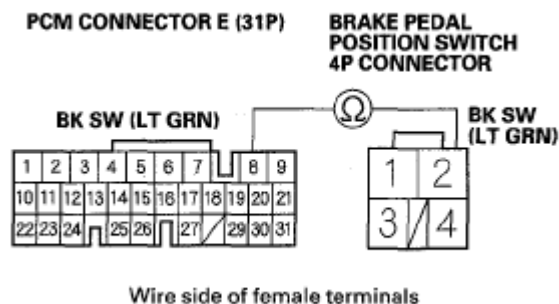 PCM CONNECTOR E (31P)
BRAKE PEDAL
POSITION SWITCH
4P CONNECTOR
Ω
BK SW (LT GRN)
BK SW
(LT GRN)
1 2 3 4 5 6 7 8 9
10 11 12 13 14 15 16 17 18 19 20 21
22 23 24 25 26 27 29 30 31
1 2
3 4
Wire side of female terminals